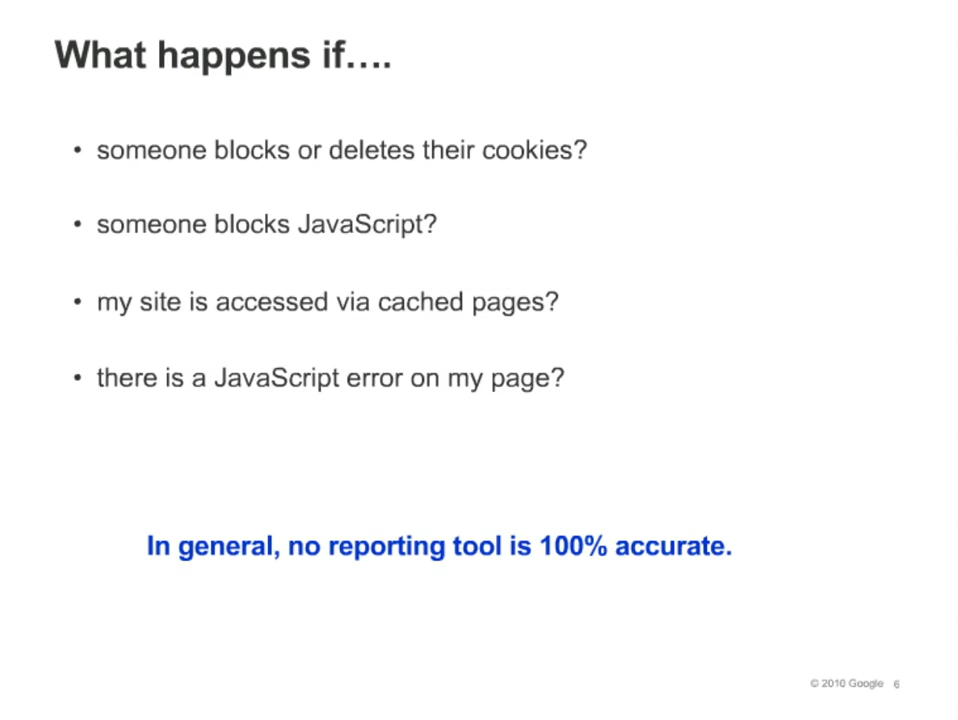 What happens if….
• someone blocks or deletes their cookies?
• someone blocks JavaScript?
• my site is accessed via cached pages?
• there is a JavaScript error on my page?
In general, no reporting tool is 100% accurate.
© 2010 Google 6